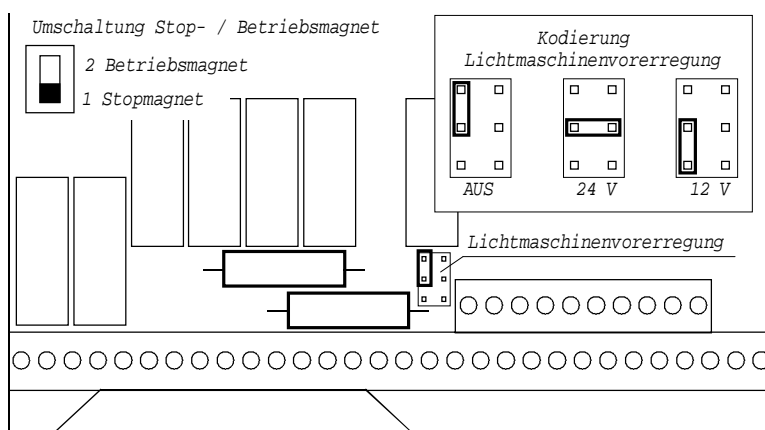 Umschaltung Stop- / Betriebsmagnet
2 Betriebsmagnet
1 Stopmagnet
Kodierung
Lichtmaschinenvorerregung
AUS
24 V
12 V
Lichtmaschinenvorerregung